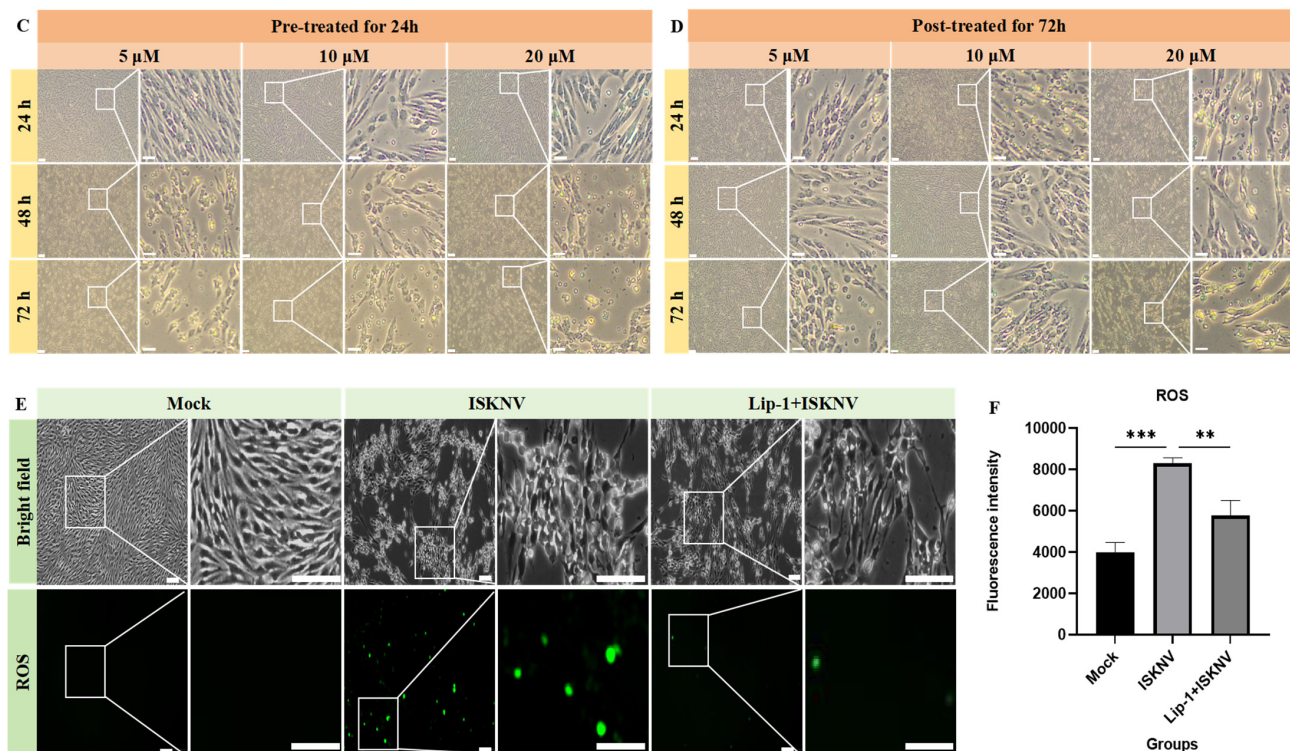 C
Pre-treated for 24h
5 µM
10 µM
20 µM
24 h
48 h
72 h
D
Post-treated for 72h
5 µM
10 µM
20 µM
24 h
48 h
72 h
E
Mock
ISKNV
Lip-1+ISKNV
Bright field
ROS
F
ROS
***
**
Fluorescence intensity
10000
8000
6000
4000
2000
0
Mock
ISKNV
Lip-1+ISKNV
Groups